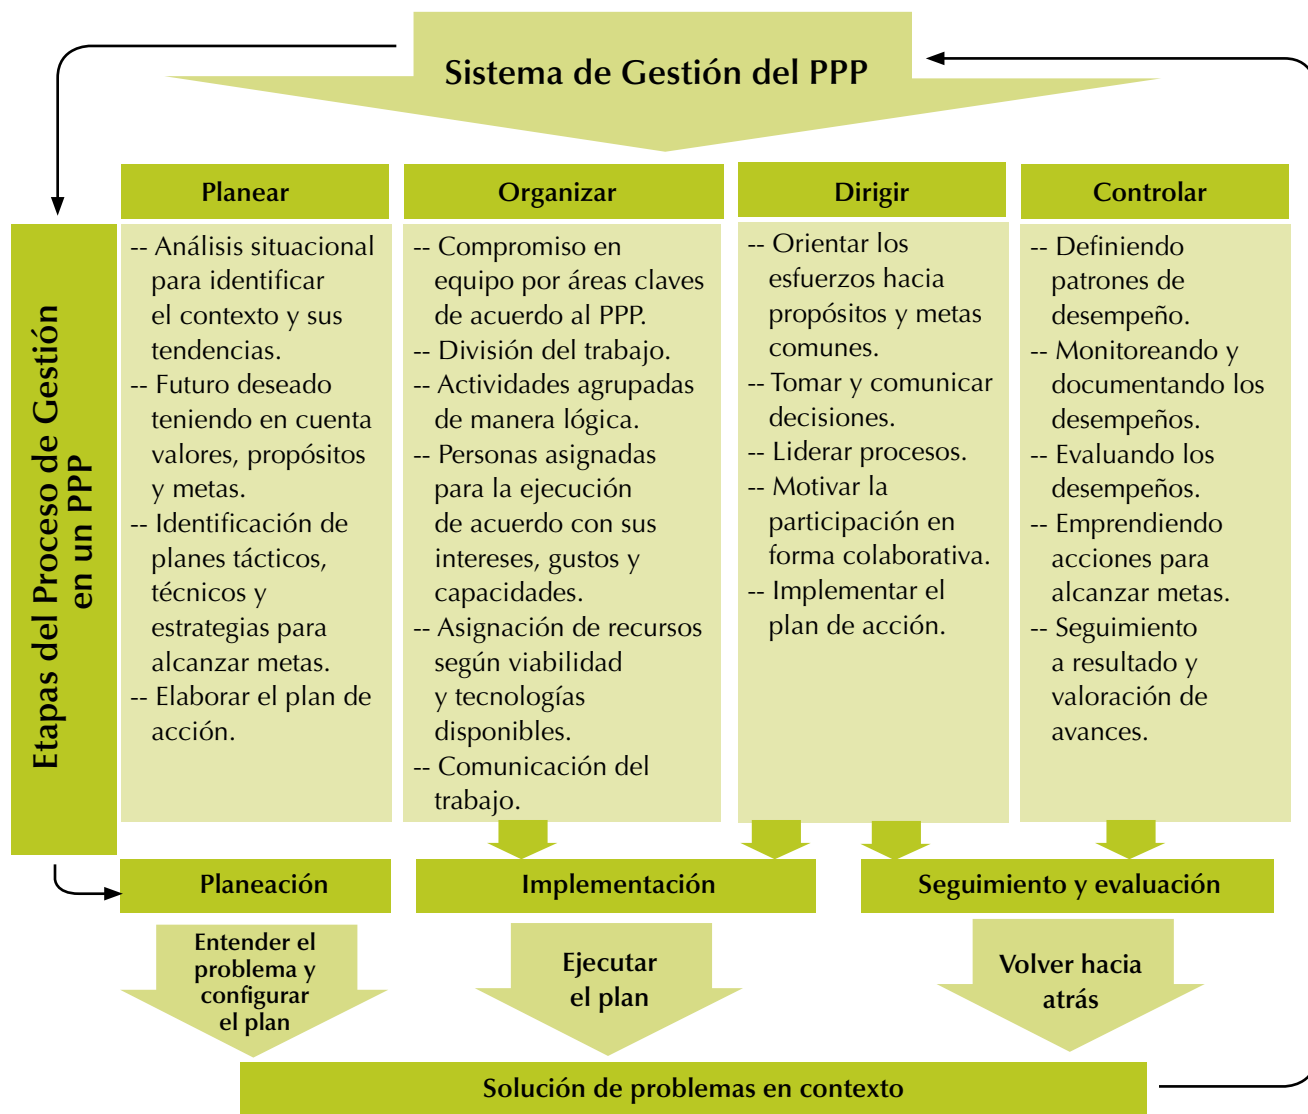 Sistema de Gestión del PPP
Etapas del Proceso de Gestión
en un PPP
Planear
-- Análisis situacional
para identificar
el contexto y sus
tendencias.
-- Futuro deseado
teniendo en cuenta
valores, propósitos
y metas.
-- Identificación de
planes tácticos,
técnicos y
estrategias para
alcanzar metas.
-- Elaborar el plan de
acción.
Organizar
-- Compromiso en
equipo por áreas claves
de acuerdo al PPP.
-- División del trabajo.
-- Actividades agrupadas
de manera lógica.
-- Personas asignadas
para la ejecución
de acuerdo con sus
intereses, gustos y
capacidades.
-- Asignación de recursos
según viabilidad
y tecnologías
disponibles.
-- Comunicación del
trabajo.
Dirigir
-- Orientar los
esfuerzos hacia
propósitos y metas
comunes.
-- Tomar y comunicar
decisiones.
-- Liderar procesos.
-- Motivar la
participación en
forma colaborativa.
-- Implementar el
plan de acción.
Controlar
-- Definiendo
patrones de
desempeño.
-- Monitoreando y
documentando los
desempeños.
-- Evaluando los
desempeños.
-- Emprendiendo
acciones para
alcanzar metas.
-- Seguimiento
a resultado y
valoración de
avances.
Planeación
Implementación
Seguimiento y evaluación
Entender el
problema y
configurar
el plan
Ejecutar
el plan
Volver hacia
atrás
Solución de problemas en contexto